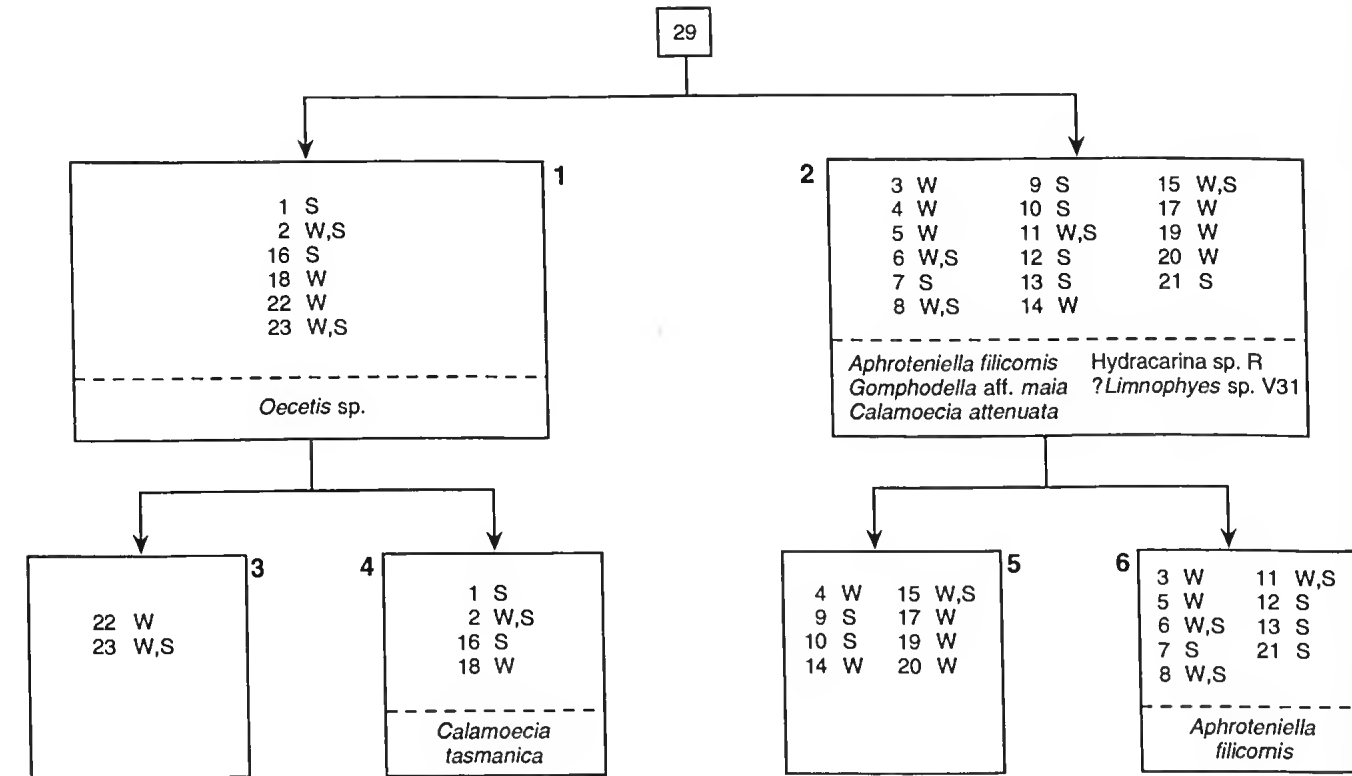 29
1
1 S
2 W,S
16 S
18 W
22 W
23 W,S
Oecetis sp.
2
3 W
4 W
5 W
6 W,S
7 S
8 W,S
9 S
10 S
11 W,S
12 S
13 S
14 W
15 W,S
17 W
19 W
20 W
21 S
Aphroteniella filicornis
Gomphodella aff. maia
Calamoecia attenuata
Hydracarina sp. R
?Limnophyes sp. V31
3
22 W
23 W,S
4
1 S
2 W,S
16 S
18 W
Calamoecia
tasmanica
5
4 W
9 S
10 S
14 W
15 W,S
17 W
19 W
20 W
6
3 W
5 W
6 W,S
7 S
8 W,S
11 W,S
12 S
13 S
21 S
Aphroteniella
filicornis